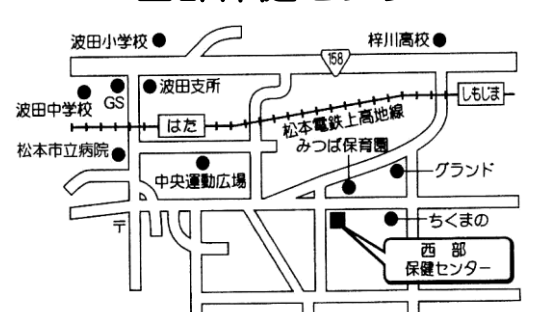 波田小学校
梓川高校
158
GS
波田支所
波田中学校
はた
しもじま
松本電鉄上高地線
松本市立病院
みつば保育園
中央運動広場
グランド
〒
ちくまの
西 部
保健センター